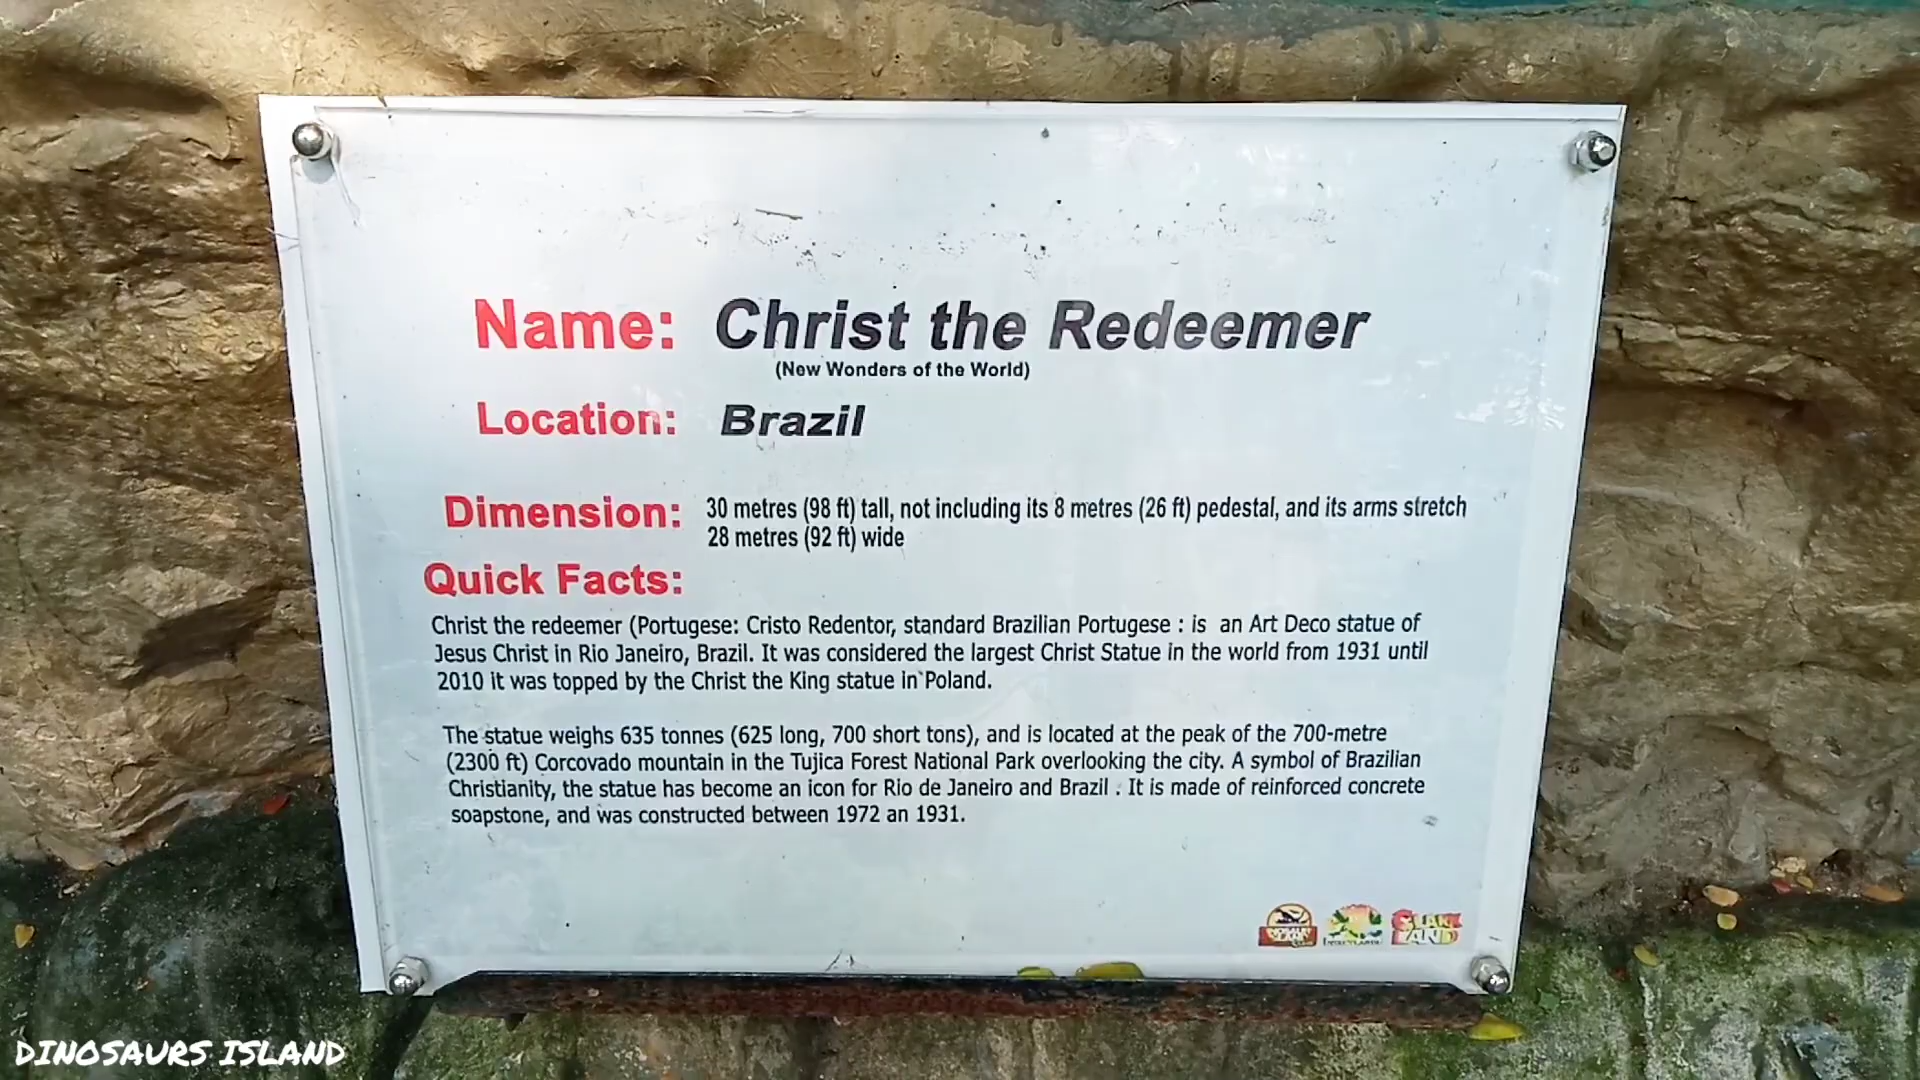 Name: Christ the Redeemer
(New Wonders of the World)
Location: Brazil
Dimension: 30 metres (98 ft) tall, not including its 8 metres (26 ft) pedestal, and its arms stretch
28 metres (92 ft) wide
Quick Facts:
Christ the redeemer (Portugese: Cristo Redentor, standard Brazilian Portugese : is an Art Deco statue of
Jesus Christ in Rio Janeiro, Brazil. It was considered the largest Christ Statue in the world from 1931 until
2010 it was topped by the Christ the King statue in Poland.
The statue weighs 635 tonnes (625 long, 700 short tons), and is located at the peak of the 700-metre
(2300 ft) Corcovado mountain in the Tujica Forest National Park overlooking the city. A symbol of Brazilian
Christianity, the statue has become an icon for Rio de Janeiro and Brazil . It is made of reinforced concrete
soapstone, and was constructed between 1972 an 1931.
LAND
DINOSAURS ISLAND